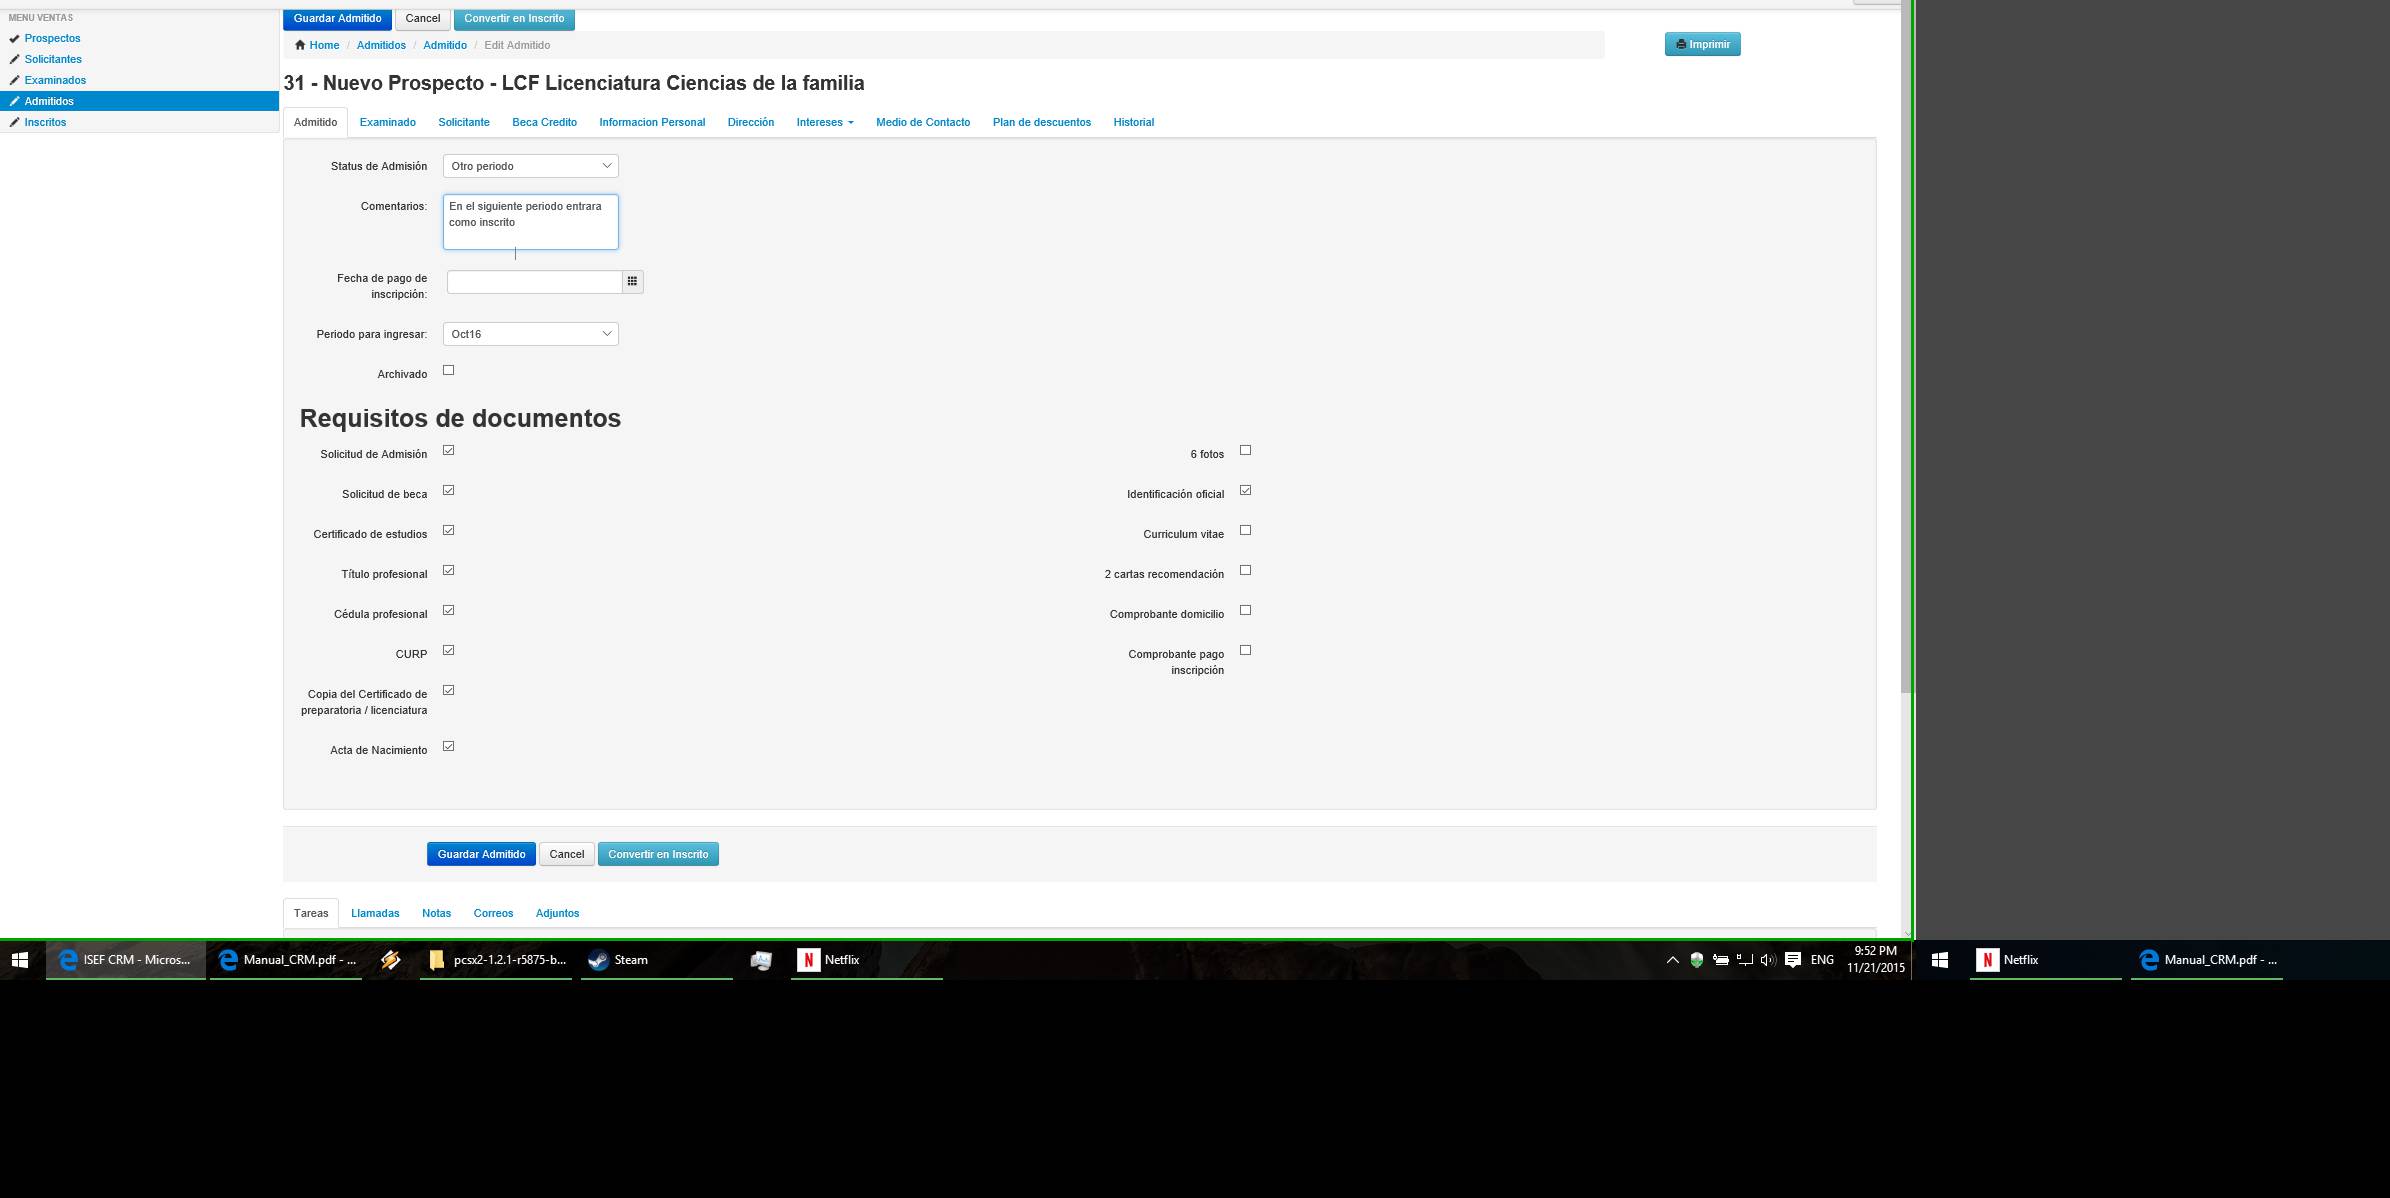 MENU VENTAS
Prospectos
Solicitantes
Examinados
Admitidos
Inscritos
Guardar Admitido Cancel Convertir en Inscrito
Home / Admitidos / Admitido / Edit Admitido
Imprimir
31 - Nuevo Prospecto - LCF Licenciatura Ciencias de la familia
Admitido Examinado Solicitante Beca Credito Informacion Personal Dirección Intereses Medio de Contacto Plan de descuentos Historial
Status de Admisión Otro periodo
Comentarios: En el siguiente periodo entrara
como inscrito
Fecha de pago de
inscripción:
Periodo para ingresar: Oct16
Archivado
Requisitos de documentos
Solicitud de Admisión
Solicitud de beca
Certificado de estudios
Título profesional
Cédula profesional
CURP
Copia del Certificado de
preparatoria / licenciatura
Acta de Nacimiento
6 fotos
Identificación oficial
Curriculum vitae
2 cartas recomendación
Comprobante domicilio
Comprobante pago
inscripción
Guardar Admitido Cancel Convertir en Inscrito
Tareas Llamadas Notas Correos Adjuntos
ISEF CRM - Micros... Manual_CRM.pdf - ... pcsx2-1.2.1-r5875-b... Steam N Netflix ENG 9:52 PM
11/21/2015
N Netflix Manual_CRM.pdf - ...